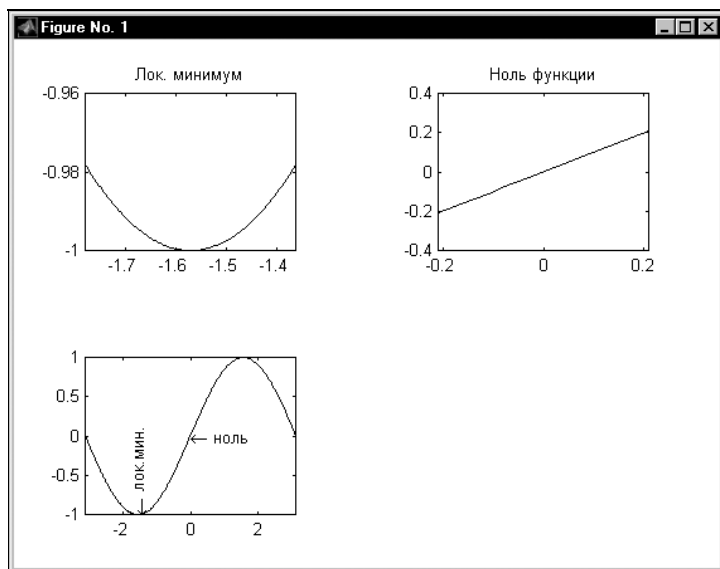 Figure No. 1
Лок. минимум
-0.96
-0.98
-1
-1.7 -1.6 -1.5 -1.4
Ноль функции
0.4
0.2
0
-0.2
-0.4
-0.2 0 0.2
1
0.5
0
-0.5
-1
-2 0 2
лок.мин.
← ноль